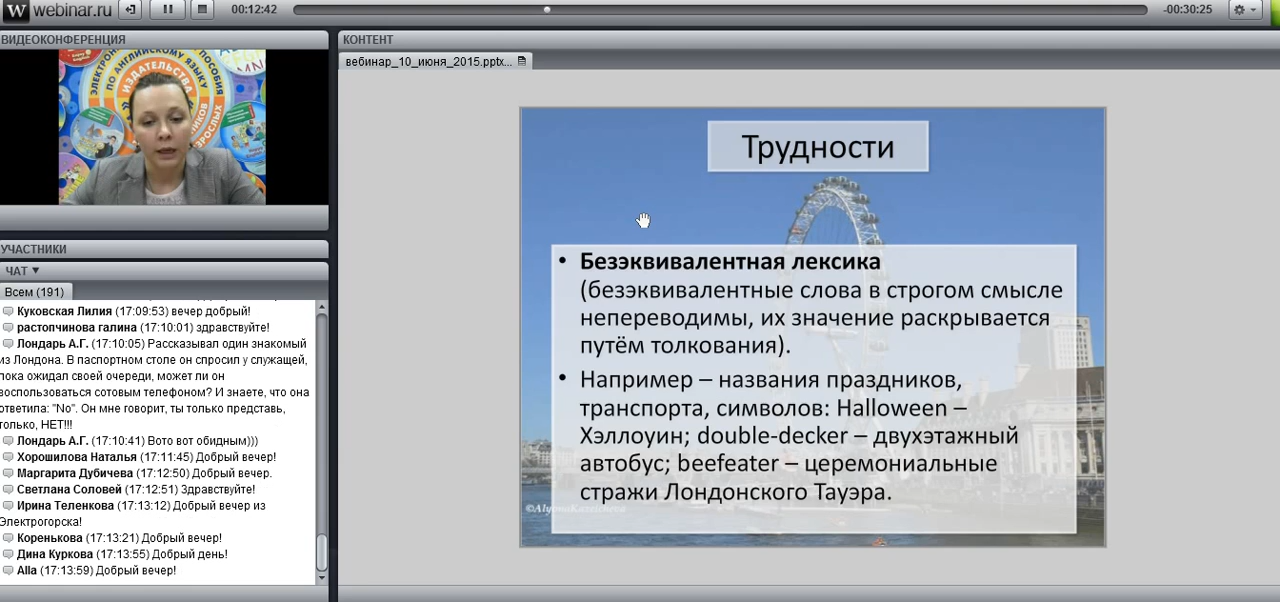 W webinar.ru 00:12:42 -00:30:25
ВИДЕОКОНФЕРЕНЦИЯ
ЭЛЕКТРОН
ПО АНГЛИЙСКОМУ ЯЗЫКУ
ПОСОБИЯ
ИЗДАТЕЛЬСТВА
УЧАСТНИКИ
ЧАТ
Всем (191)
Куковская Лилия (17:09:53) вечер добрый!
растопчинова галина (17:10:01) здравствуйте!
Лондарь А.Г. (17:10:05) Рассказывал один знакомый
из Лондона. В паспортном столе он спросил у служащей,
пока ожидал своей очереди, может ли он
воспользоваться сотовым телефоном? И знаете, что она
ответила: "No". Он мне говорит, ты только представь,
только, НЕТ!!!
Лондарь А.Г. (17:10:41) Вото вот обидным)))
Хорошилова Наталья (17:11:45) Добрый вечер!
Маргарита Дубичева (17:12:50) Добрый вечер.
Светлана Соловей (17:12:51) Здравствуйте!
Ирина Теленкова (17:13:12) Добрый вечер из
Электрогорска!
Коренькова (17:13:21) Добрый вечер!
Дина Куркова (17:13:55) Добрый день!
Alla (17:13:59) Добрый вечер!
КОНТЕНТ
вебинар_10_июня_2015.pptx...
Трудности
• Безэквивалентная лексика
(безэквивалентные слова в строгом смысле
непереводимы, их значение раскрывается
путём толкования).
• Например – названия праздников,
транспорта, символов: Halloween –
Хэллоуин; double-decker – двухэтажный
автобус; beefeater – церемониальные
стражи Лондонского Тауэра.